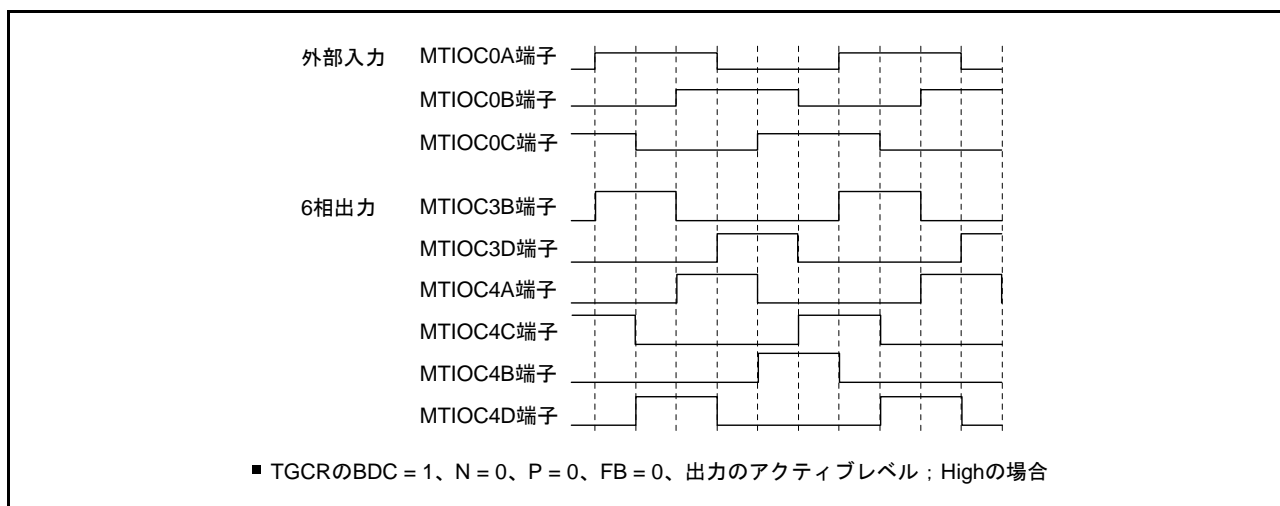 外部入力 MTIOC0A端子
MTIOC0B端子
MTIOC0C端子
6相出力 MTIOC3B端子
MTIOC3D端子
MTIOC4A端子
MTIOC4C端子
MTIOC4B端子
MTIOC4D端子
■ TGCRのBDC = 1、N = 0、P = 0、FB = 0、出力のアクティブレベル ; Highの場合